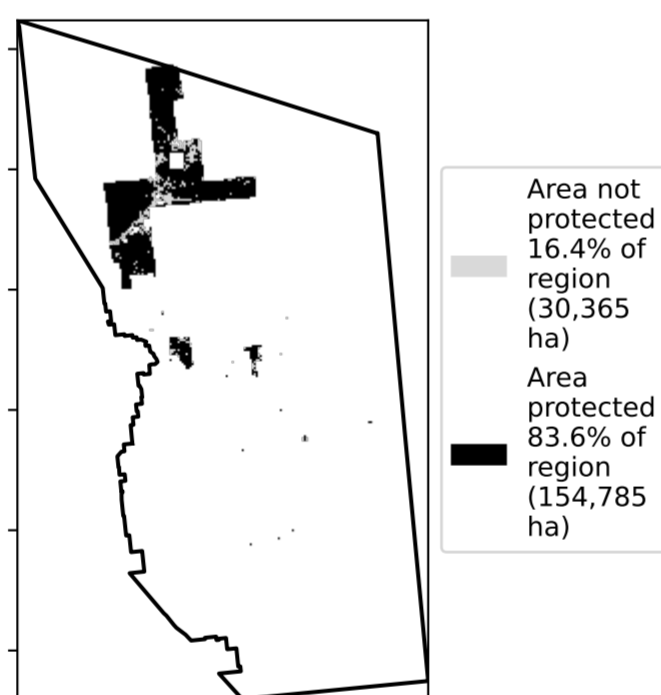 Area not
protected
16.4% of
region
(30,365
ha)
Area
protected
83.6% of
region
(154,785
ha)